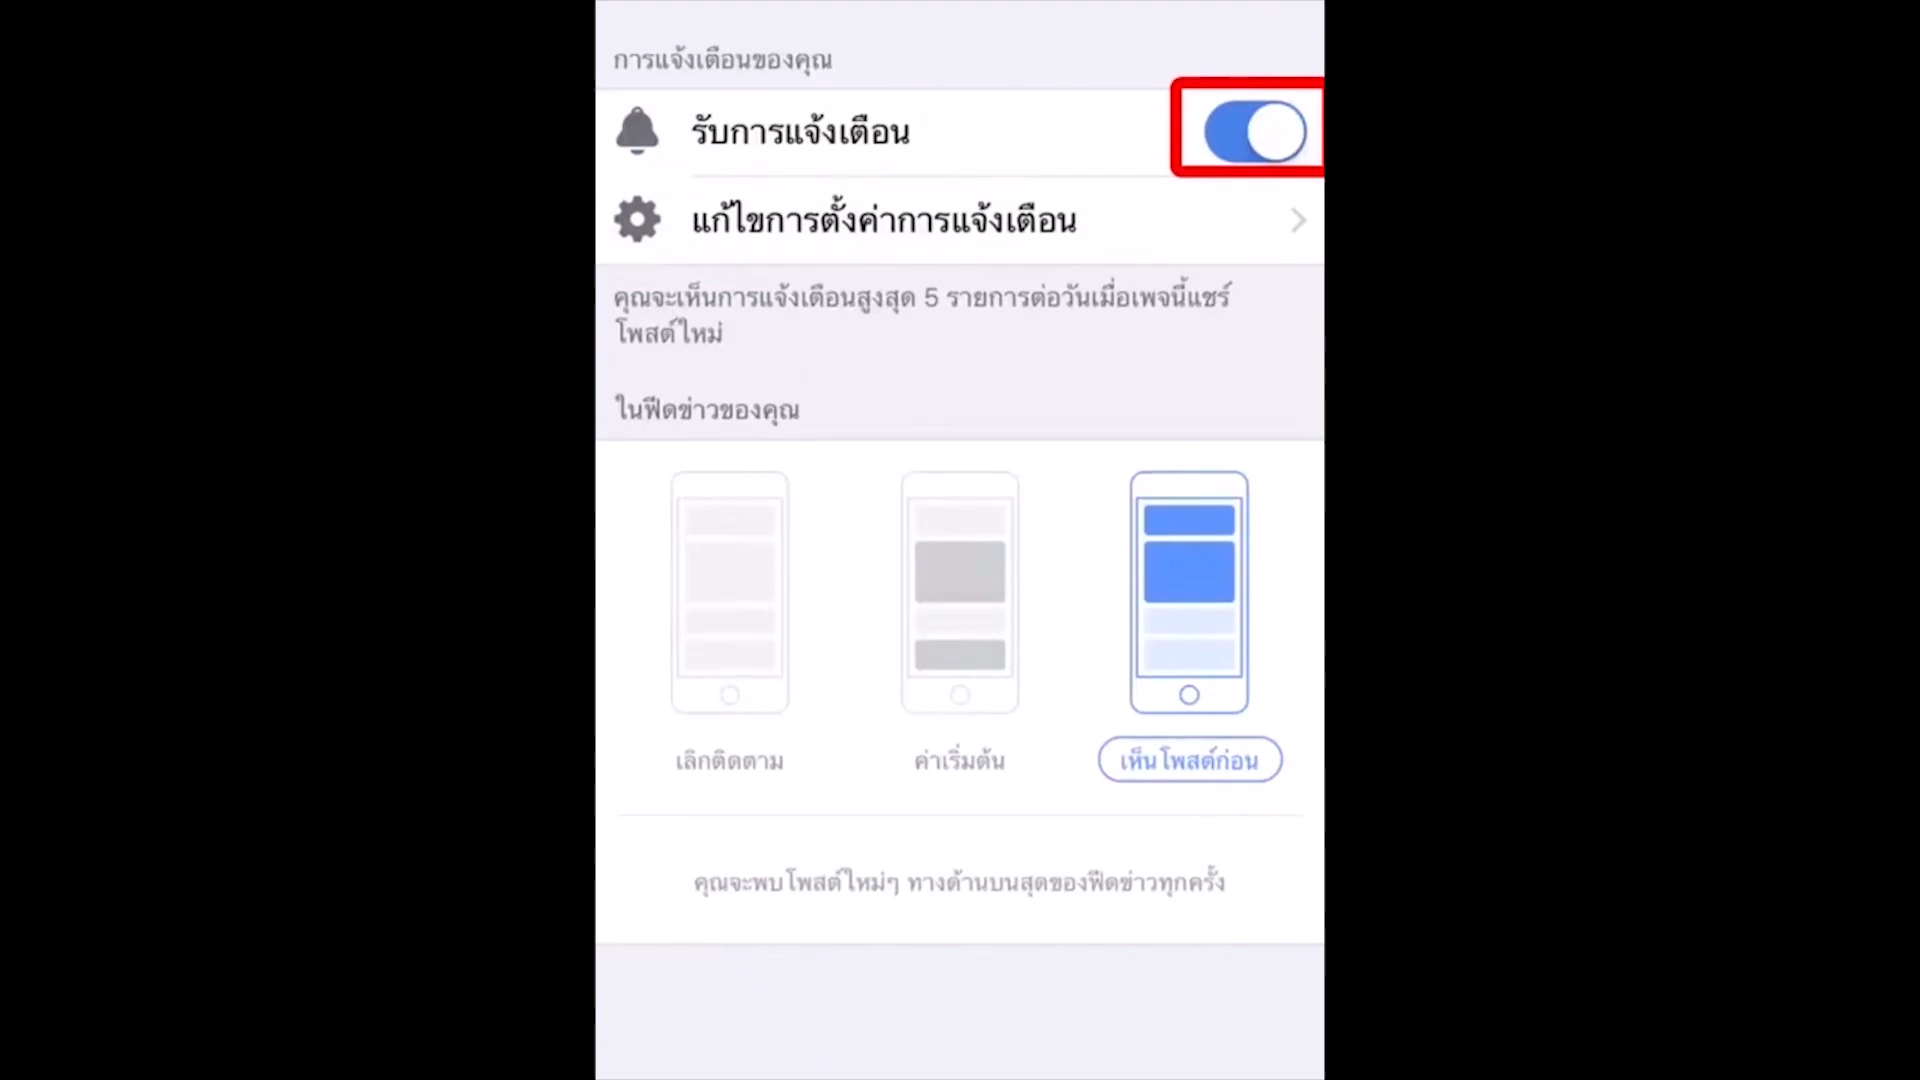 การแจ้งเตือนของคุณ
รับการแจ้งเตือน
แก้ไขการตั้งค่าการแจ้งเตือน
คุณจะเห็นการแจ้งเตือนสูงสุด 5 รายการต่อวันเมื่อเพจนี้แชร์
โพสต์ใหม่
ในฟีดข่าวของคุณ
เลิกติดตาม
ค่าเริ่มต้น
เห็นโพสต์ก่อน
คุณจะพบโพสต์ใหม่ๆ ทางด้านบนสุดของฟีดข่าวทุกครั้ง